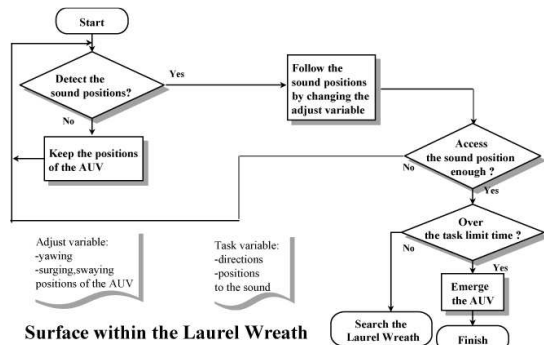 Start
Detect the
sound positions?
Yes
No
Keep the positions
of the AUV
Follow the
sound positions
by changing the
adjust variable
Access
the sound position
enough ?
No
Yes
Over
the task limit time ?
No
Yes
Emerge
the AUV
Search the
Laurel Wreath
Finish
Adjust variable:
-yawing
-surging,swaying
positions of the AUV
Task variable:
-directions
-positions
to the sound
Surface within the Laurel Wreath